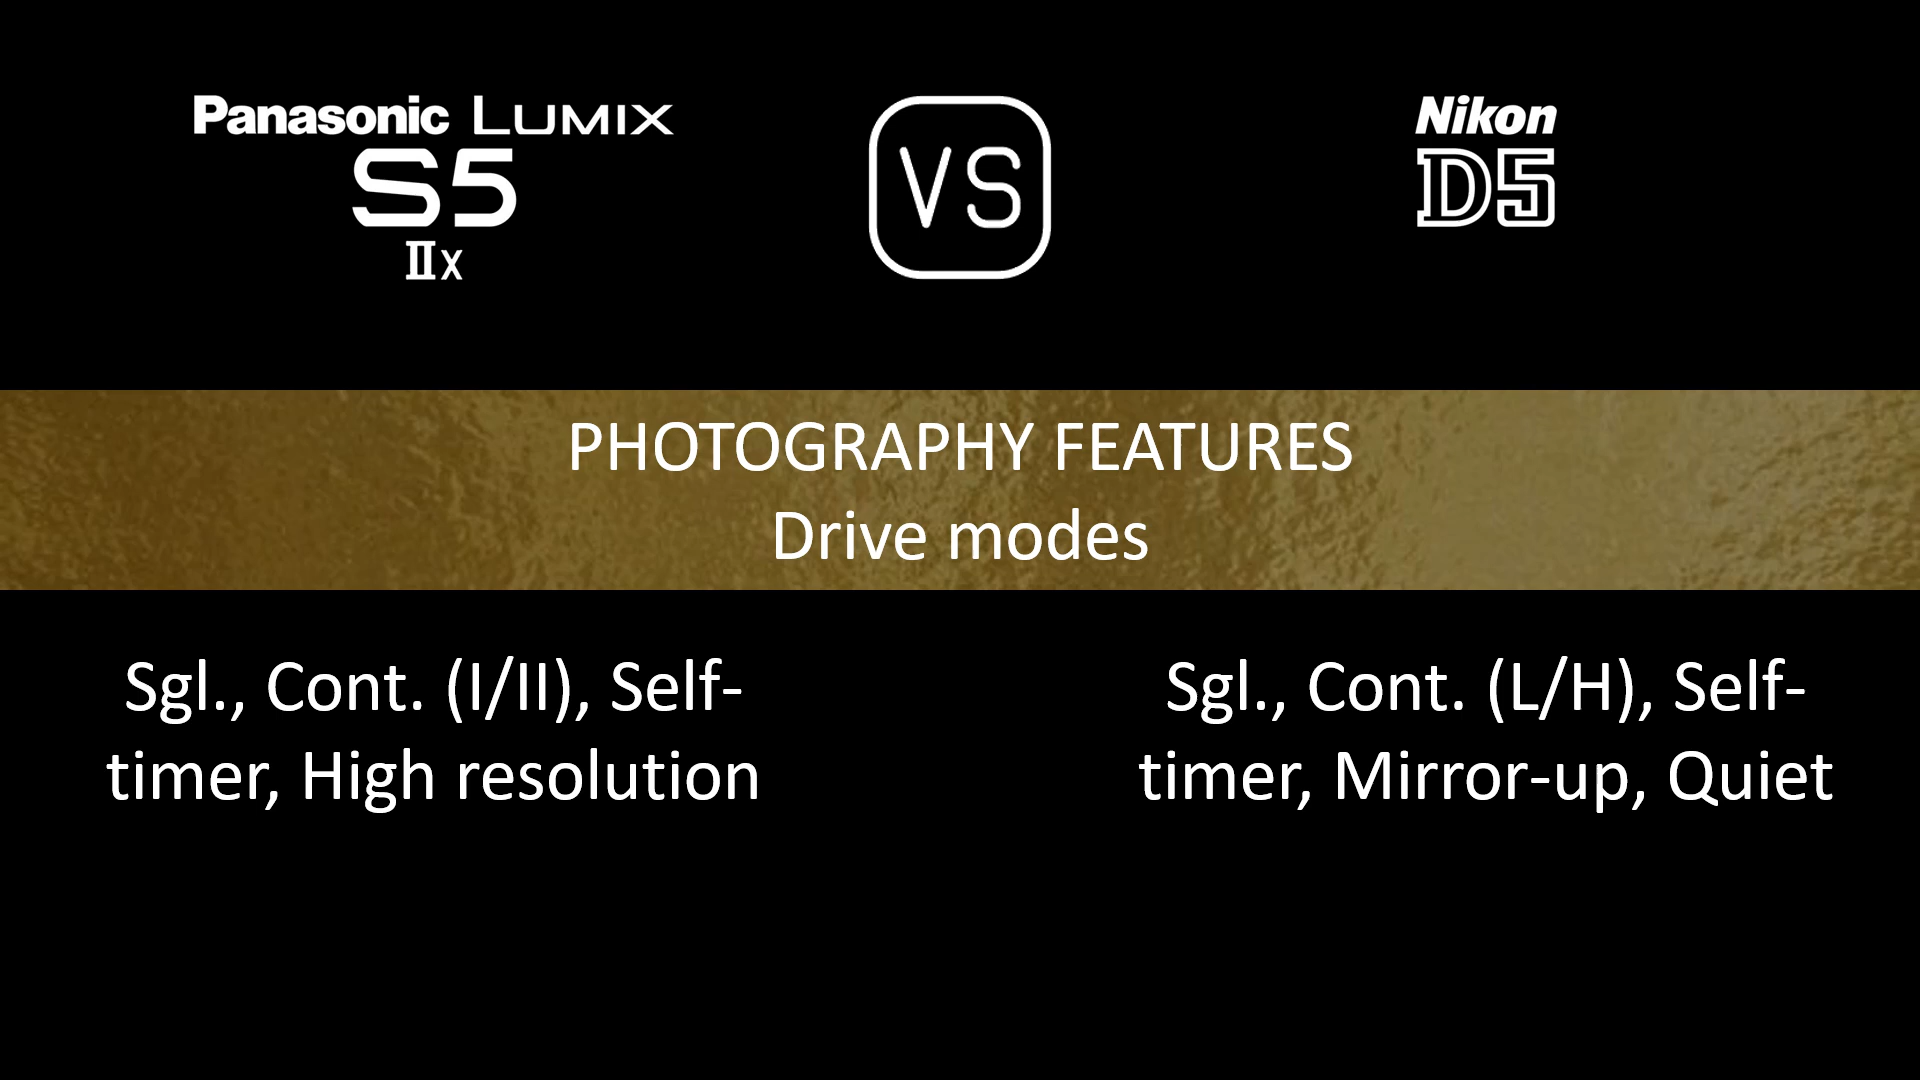 Panasonic LUMIX
S5
IIx
VS
Nikon
D5
PHOTOGRAPHY FEATURES
Drive modes
Sgl., Cont. (I/II), Self-
timer, High resolution
Sgl., Cont. (L/H), Self-
timer, Mirror-up, Quiet